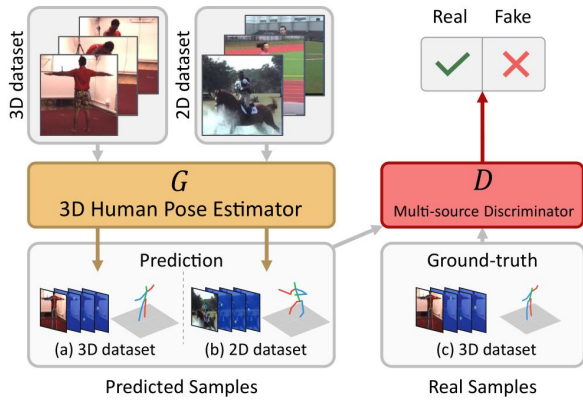 3D dataset
2D dataset
Real
Fake
G
3D Human Pose Estimator
D
Multi-source Discriminator
Prediction
Ground-truth
(a) 3D dataset
(b) 2D dataset
(c) 3D dataset
Predicted Samples
Real Samples